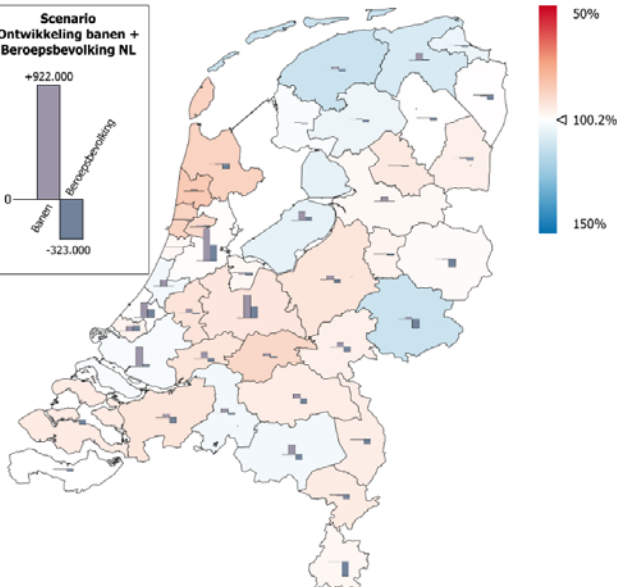 Scenario
Ontwikkeling banen +
Beroepsbevolking NL
+922.000
Beroepsbevolking
0
Banen
-323.000
50%
100.2%
150%